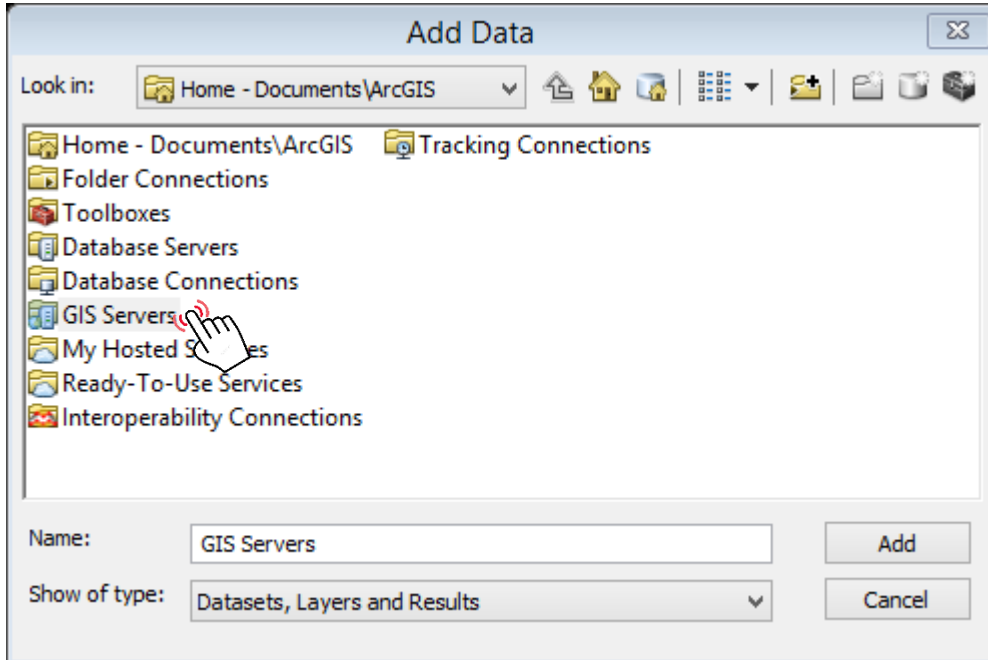 Add Data
Look in: Home - Documents\ArcGIS
Home - Documents\ArcGIS Tracking Connections
Folder Connections
Toolboxes
Database Servers
Database Connections
GIS Servers
My Hosted
Ready-To-Use Services
Interoperability Connections
Name: GIS Servers Add
Show of type: Datasets, Layers and Results Cancel